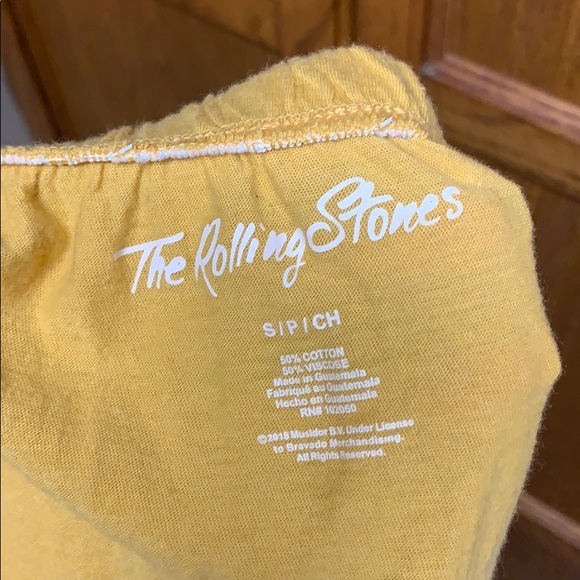 The Rolling Stones
S|P|CH
50% COTTON
50% VISCOSE
Made in Guatemala
Fabriqué au Guatemala
Hecho en Guatemala
RN# 102050
©2018 Musidor B.V. Under License
to Bravado Merchandising.
All Rights Reserved.